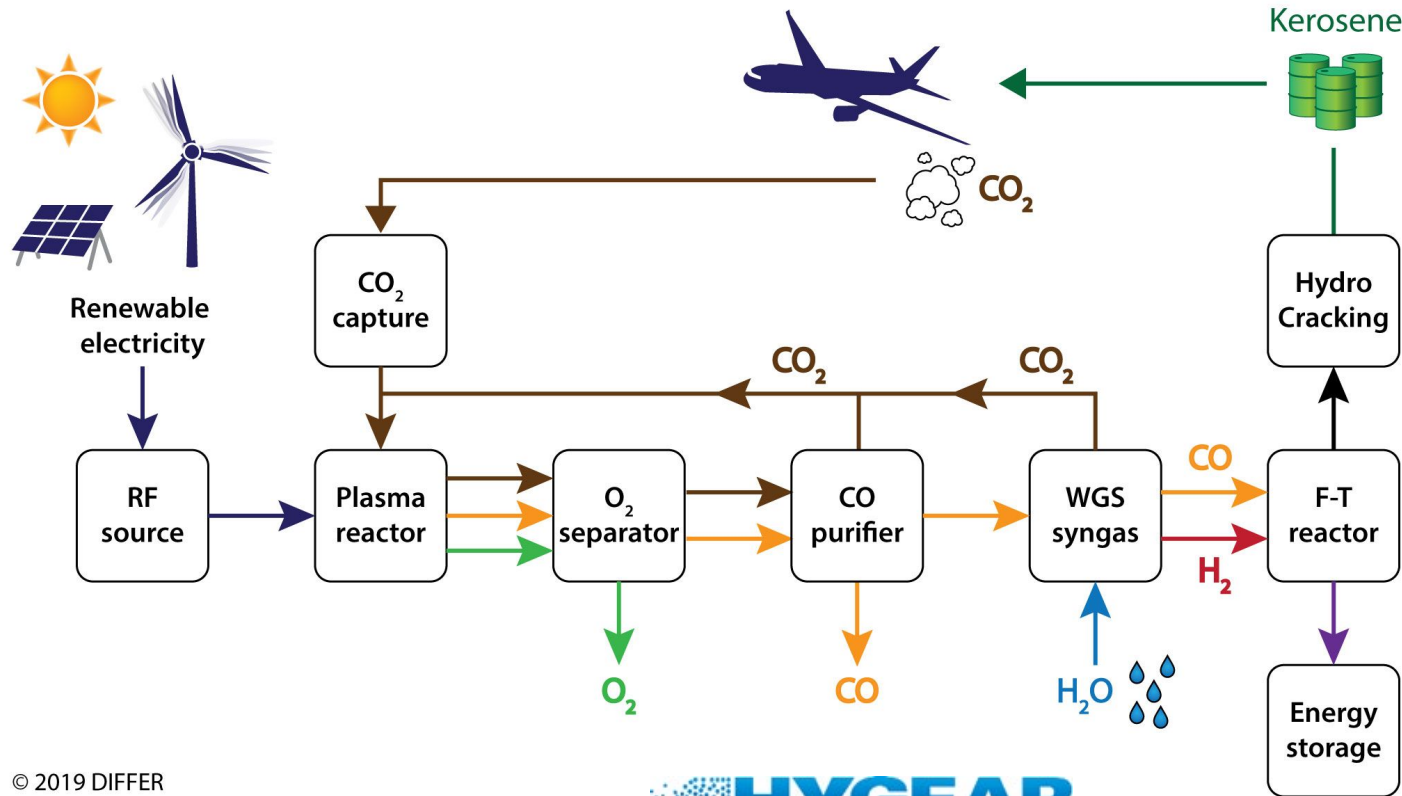 Kerosene
CO₂
Renewable
electricity
CO₂
capture
Hydro
Cracking
CO₂
CO₂
RF
source
Plasma
reactor
O₂
separator
CO
purifier
WGS
syngas
CO
H₂
F-T
reactor
O₂
CO
H₂O
Energy
storage
© 2019 DIFFER
HYGEAR